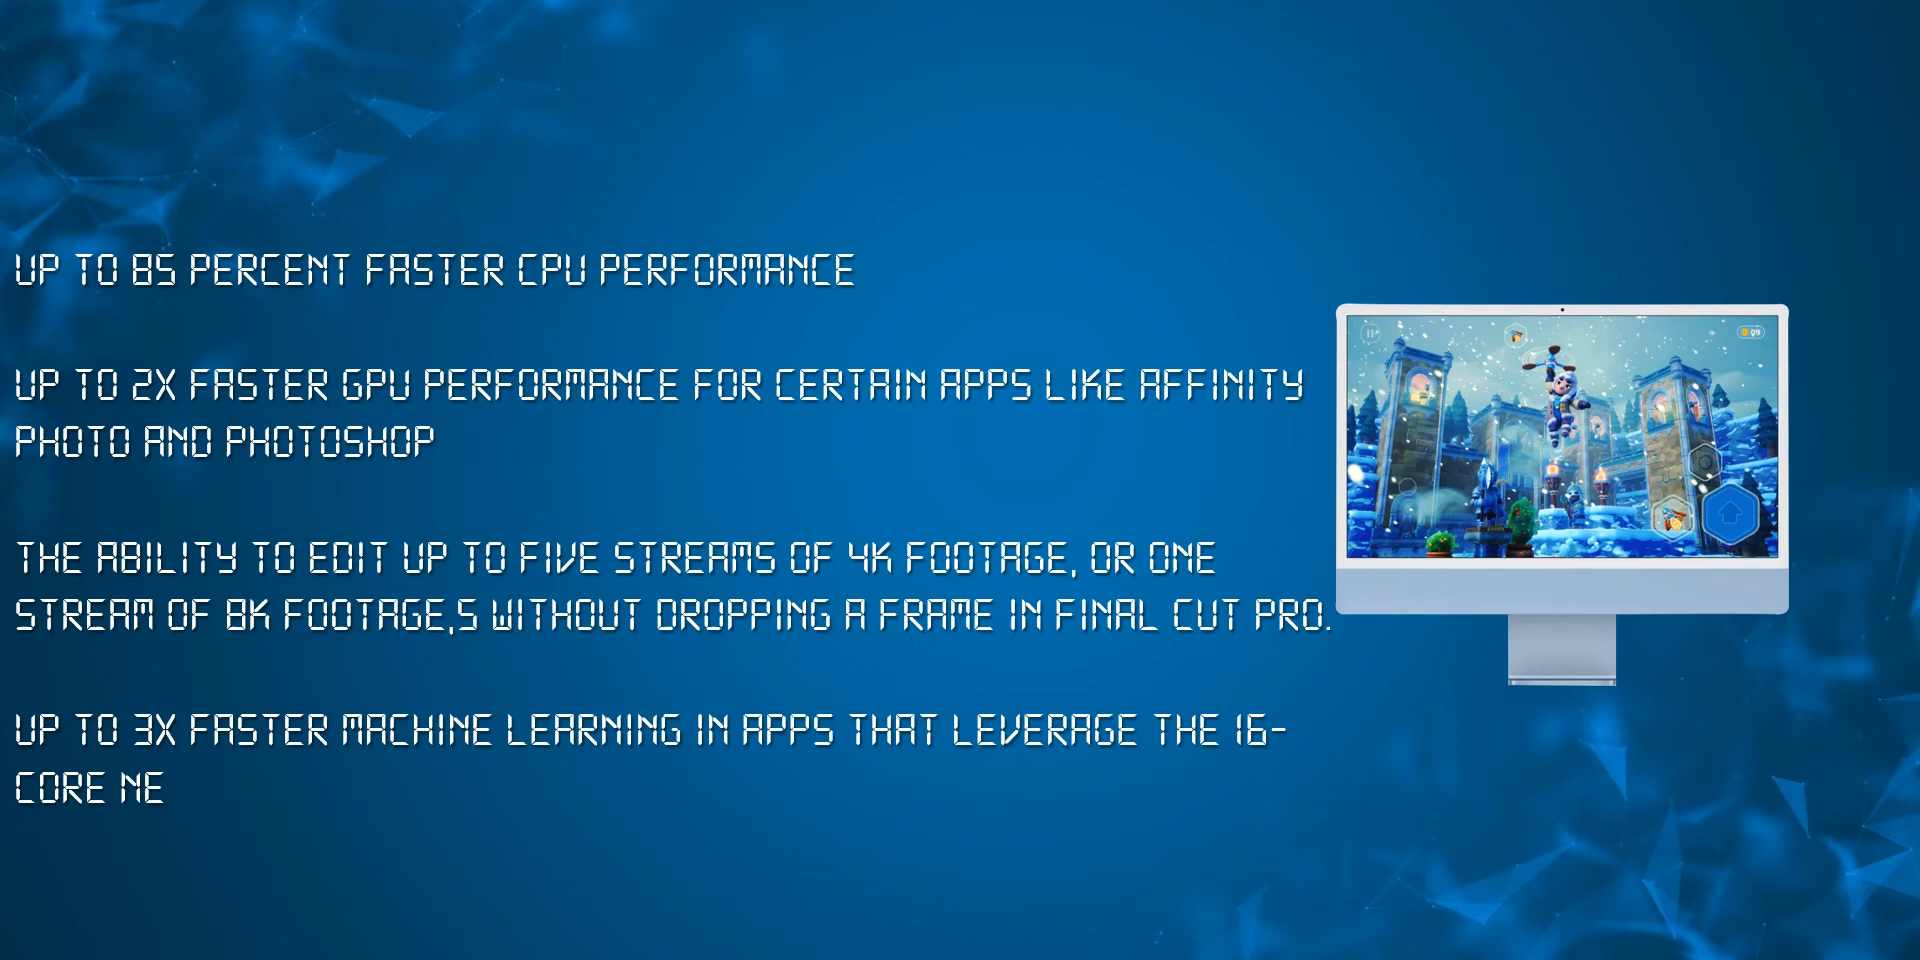 UP TO 85 PERCENT FASTER CPU PERFORMANCE
UP TO 2X FASTER GPU PERFORMANCE FOR CERTAIN APPS LIKE AFFINITY
PHOTO AND PHOTOSHOP
THE ABILITY TO EDIT UP TO FIVE STREAMS OF 4K FOOTAGE, OR ONE
STREAM OF 8K FOOTAGE,5 WITHOUT DROPPING A FRAME IN FINAL CUT PRO.
UP TO 3X FASTER MACHINE LEARNING IN APPS THAT LEVERAGE THE 16-
CORE NE
99